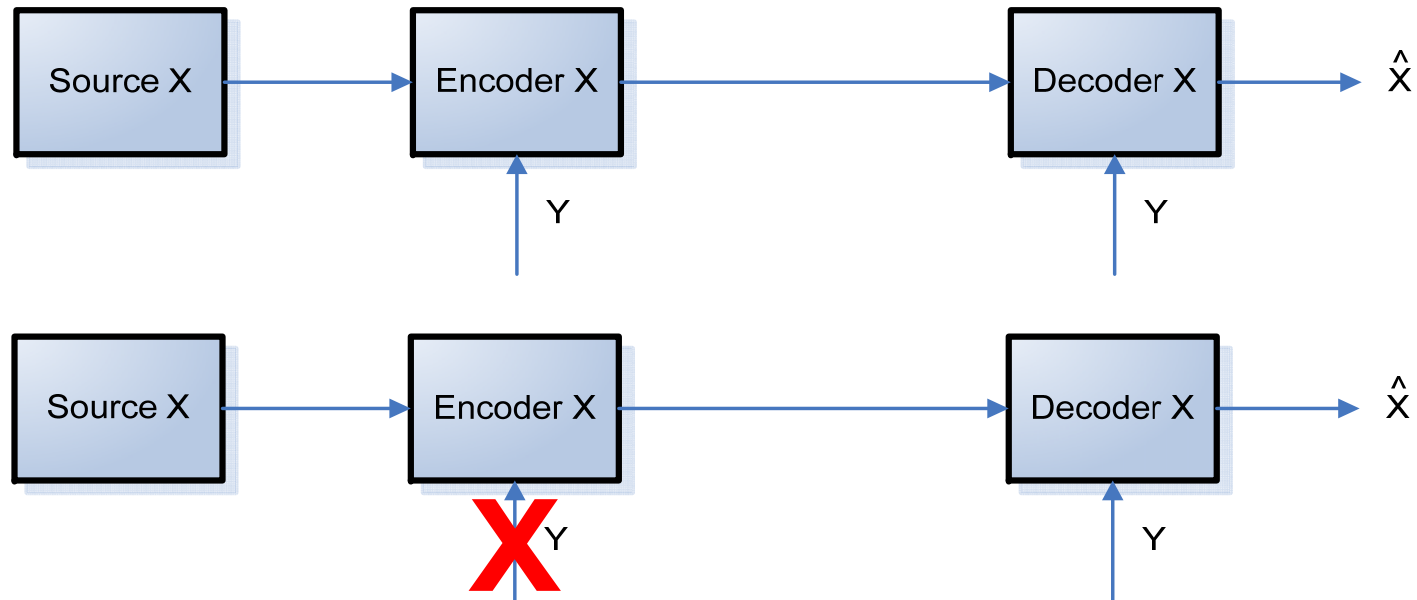 Source X
Encoder X
Decoder X
X̂
Y
Y
Source X
Encoder X
Decoder X
X̂
X
Y
Y